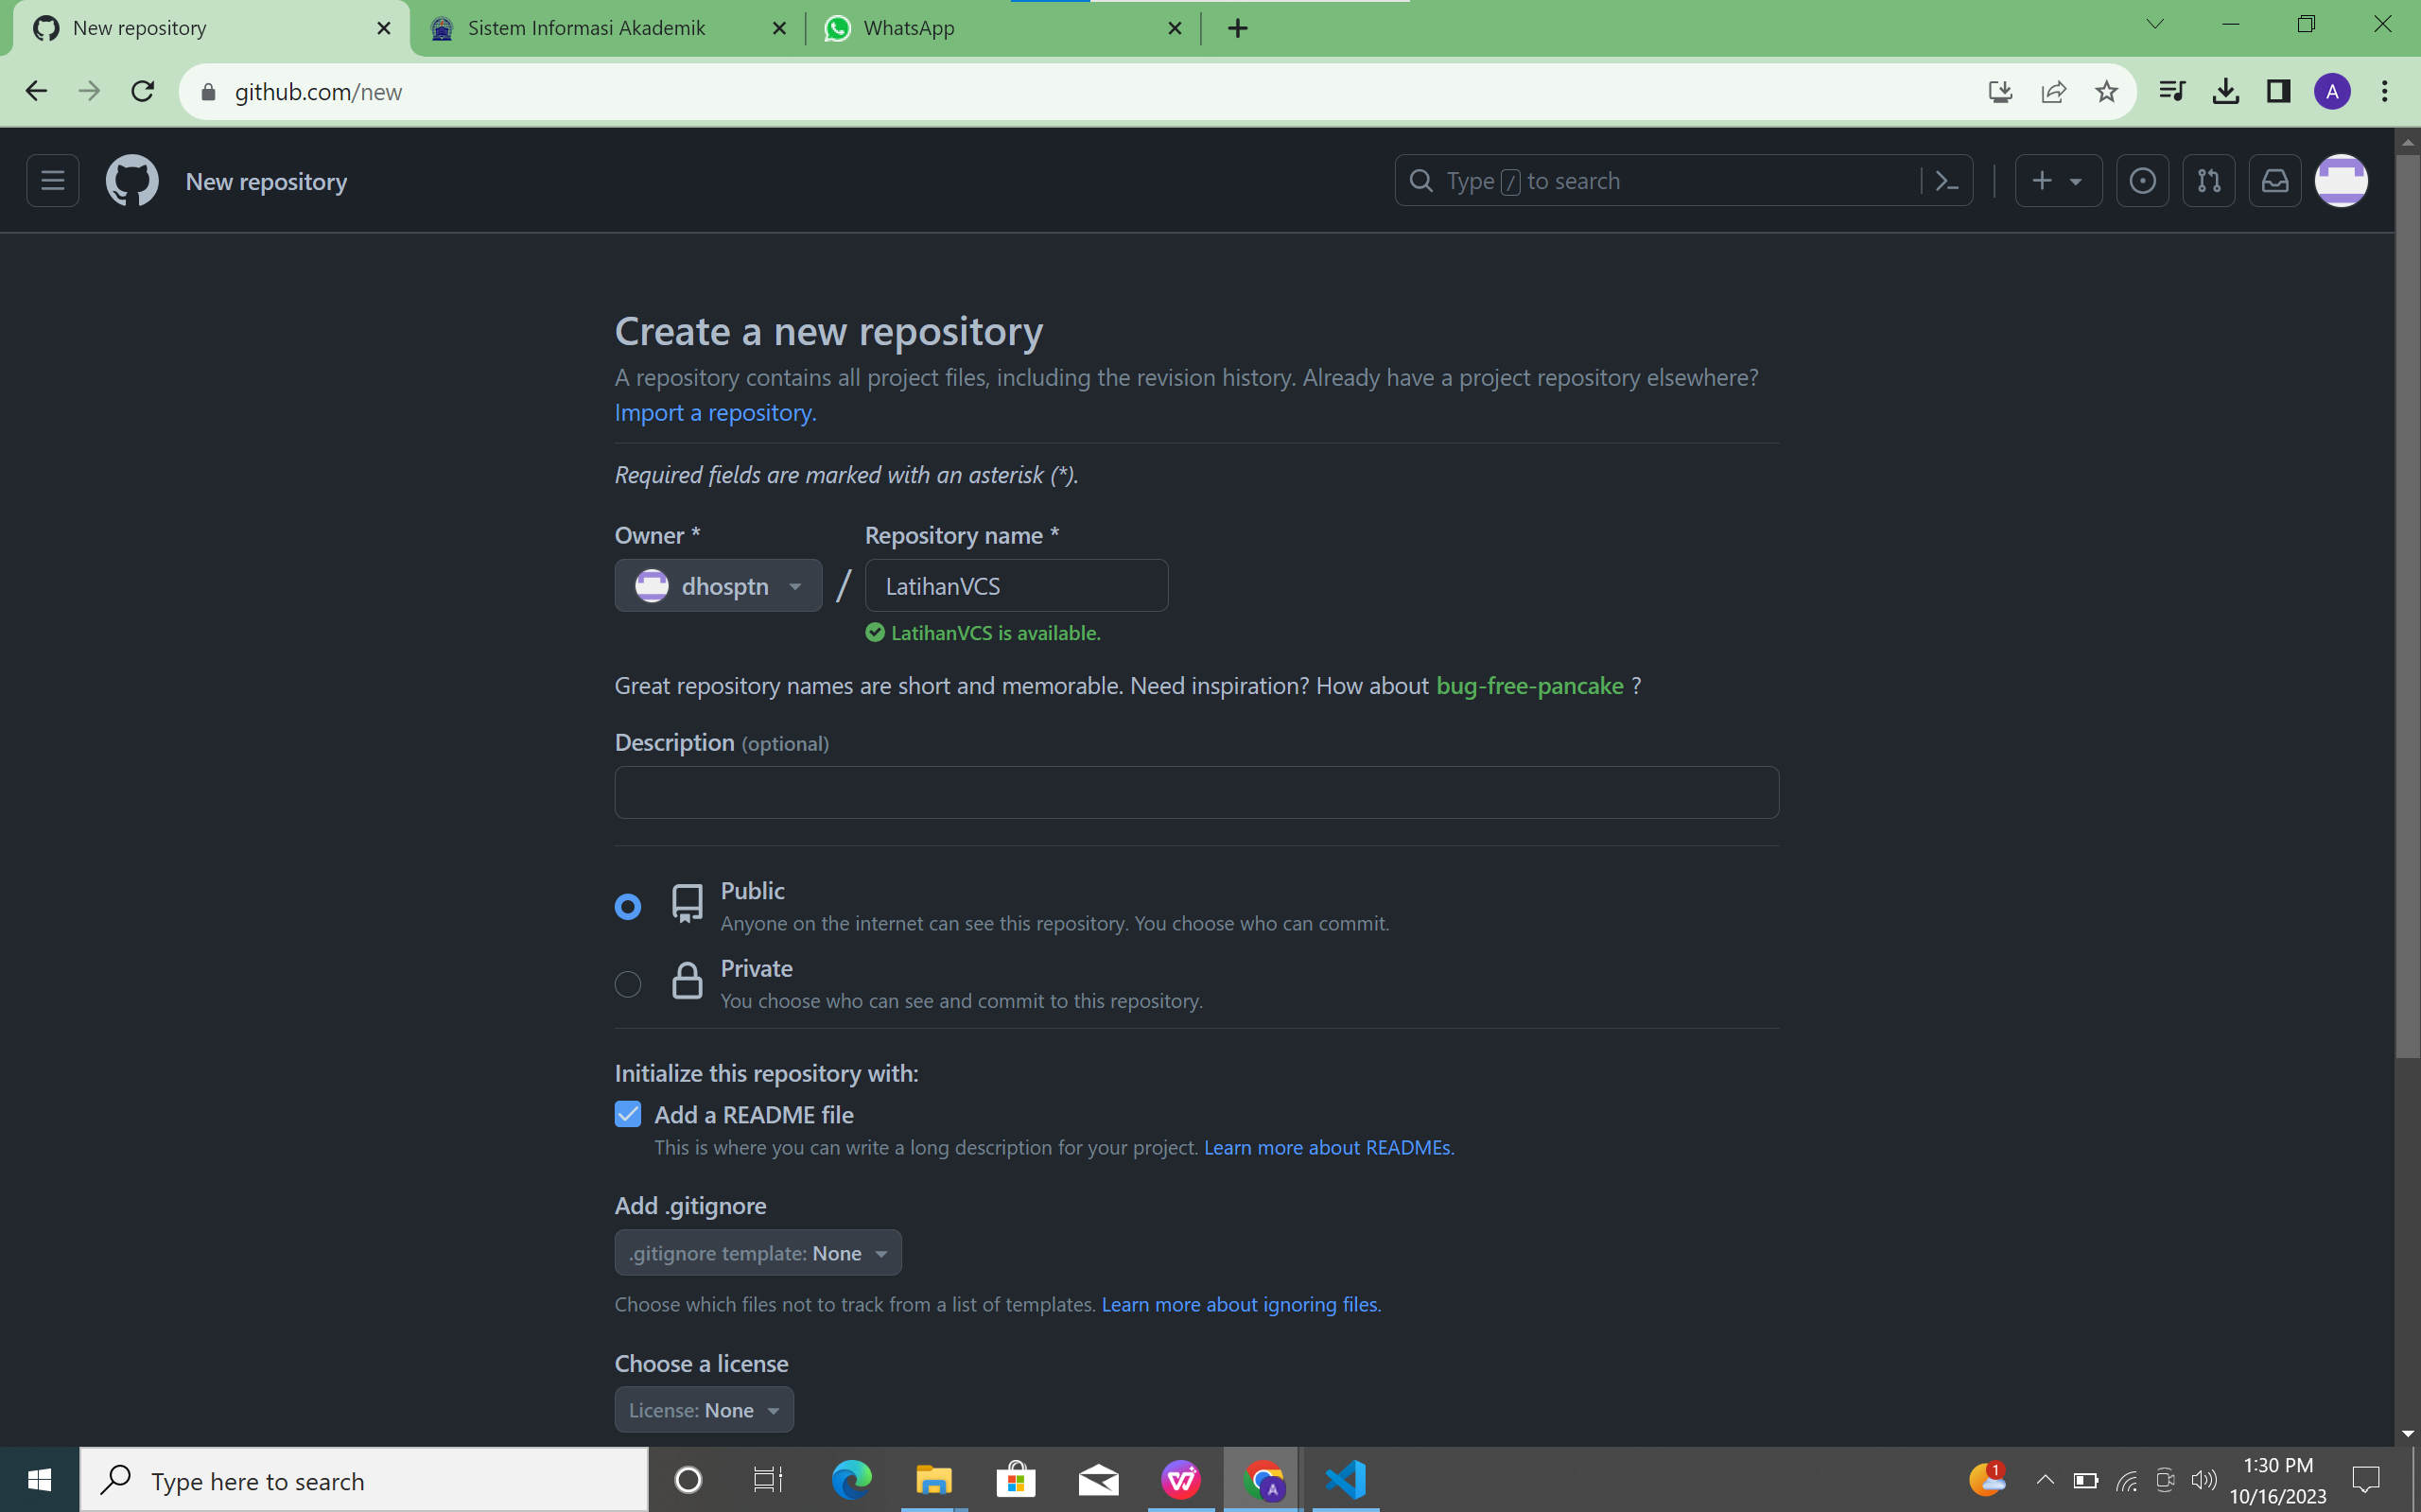 New repository
Sistem Informasi Akademik
WhatsApp
github.com/new
A
New repository
Type / to search
Create a new repository
A repository contains all project files, including the revision history. Already have a project repository elsewhere?
Import a repository.
Required fields are marked with an asterisk (*).
Owner *
Repository name *
dhosptn
/
LatihanVCS
LatihanVCS is available.
Great repository names are short and memorable. Need inspiration? How about bug-free-pancake ?
Description (optional)
Public
Anyone on the internet can see this repository. You choose who can commit.
Private
You choose who can see and commit to this repository.
Initialize this repository with:
Add a README file
This is where you can write a long description for your project. Learn more about READMEs.
Add .gitignore
.gitignore template: None
Choose which files not to track from a list of templates. Learn more about ignoring files.
Choose a license
License: None
Type here to search
A
1
1:30 PM
10/16/2023